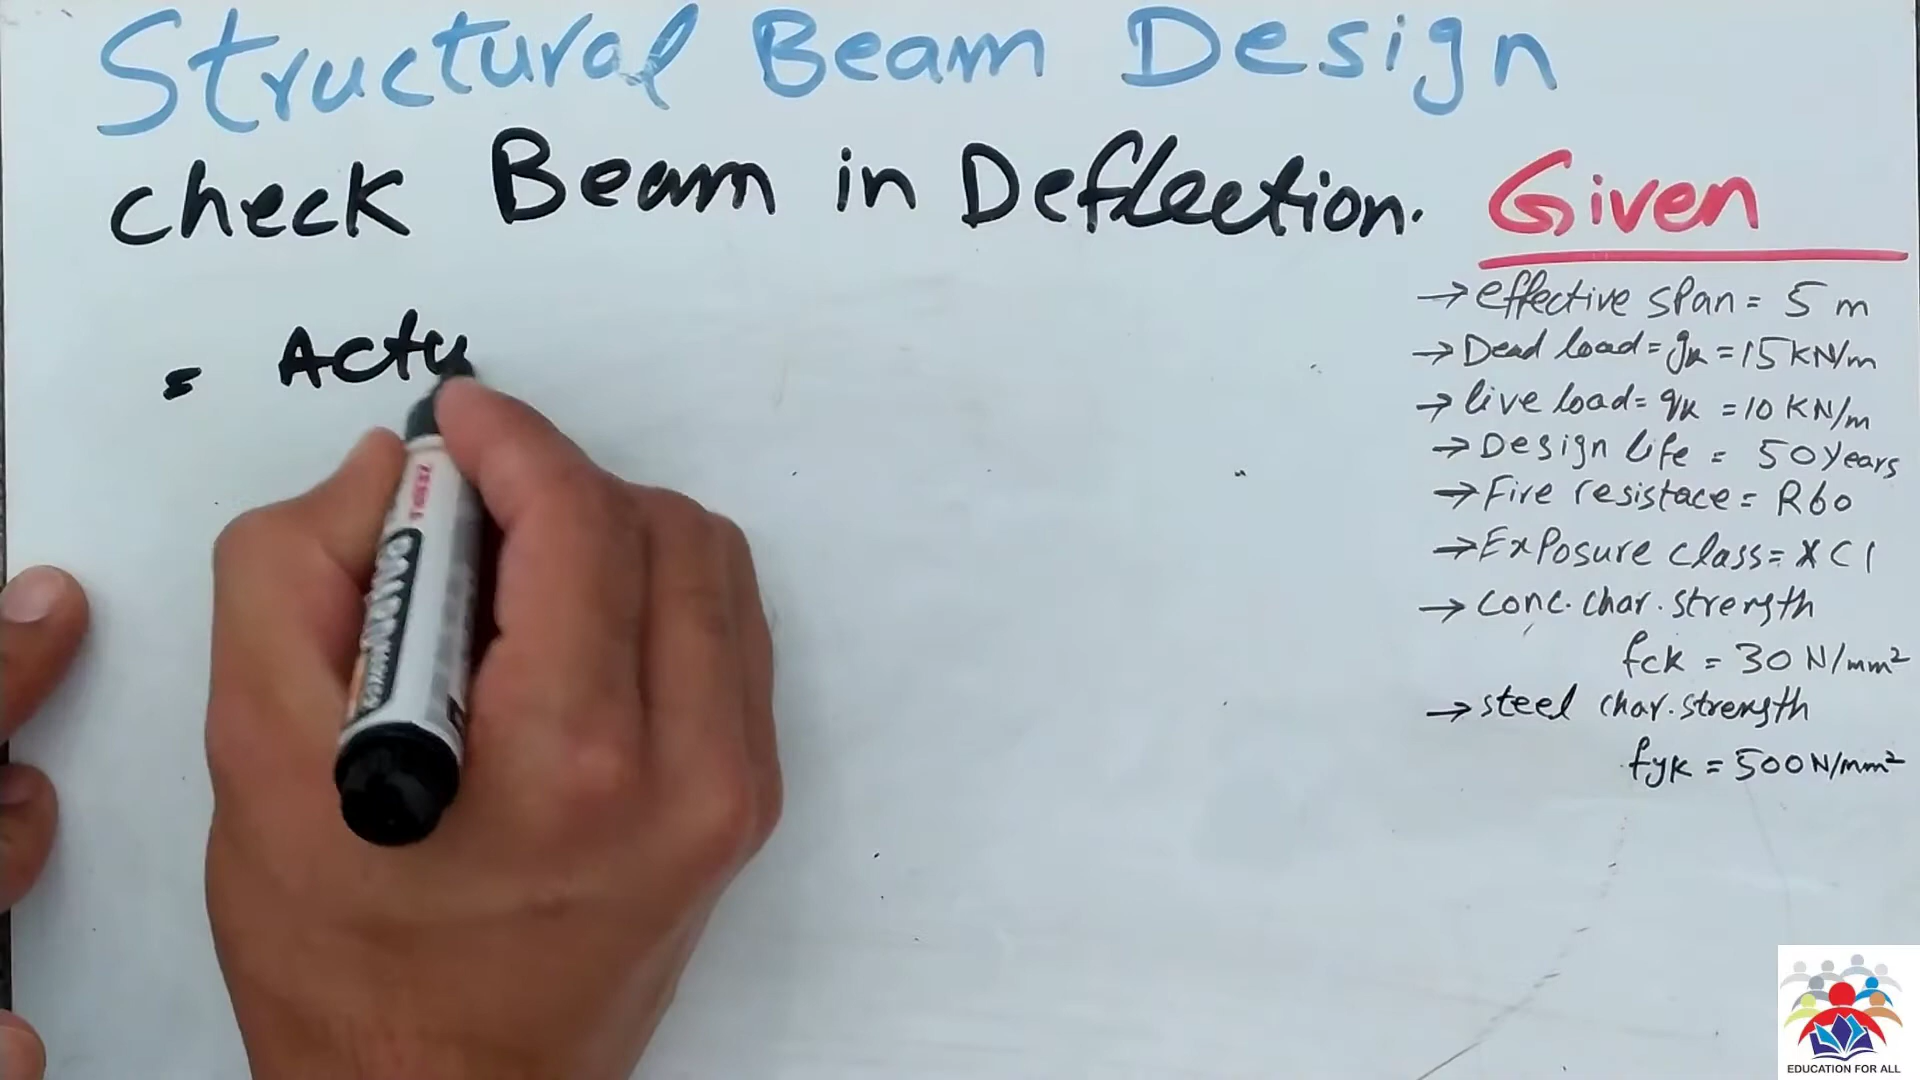 Structural Beam Design
check Beam in Deflection.
= Actu
Given
→ effective span = 5 m
→ Dead load = gk = 15 KN/m
→ live load = qk = 10 KN/m
→ Design life = 50 years
→ Fire resistace = R60
→ Exposure class = XC1
→ conc. char. strength
fck = 30 N/mm²
→ steel char. strength
fyk = 500 N/mm²
EDUCATION FOR ALL